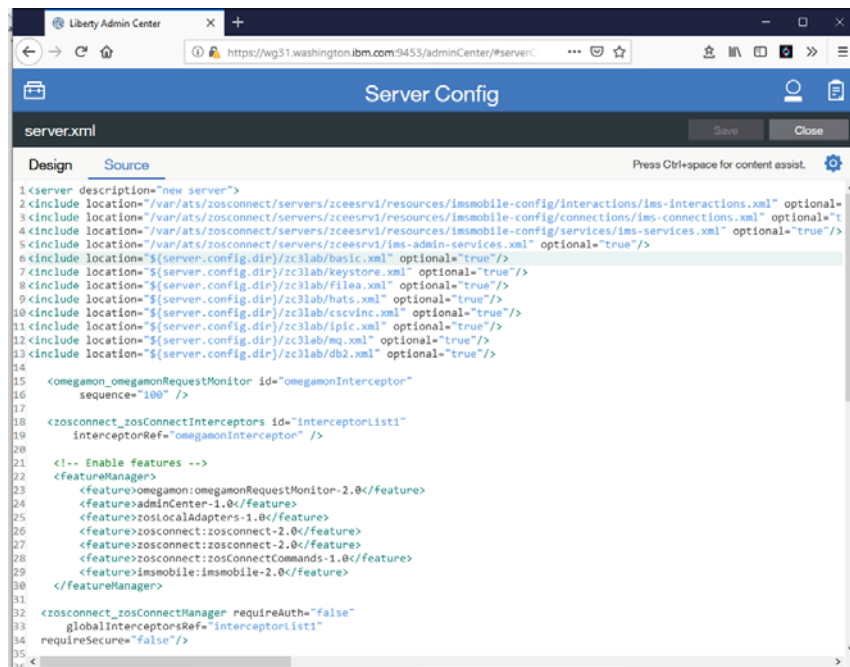 Liberty Admin Center
https://wg31.washington.ibm.com:9453/adminCenter/#serverC
Server Config
server.xml
Save
Close
Design
Source
Press Ctrl+space for content assist.
1 <server description="new server">
2 <include location="/var/ats/zosconnect/servers/zceesrv1/resources/imsmobile-config/interactions/ims-interactions.xml" optional=
3 <include location="/var/ats/zosconnect/servers/zceesrv1/resources/imsmobile-config/connections/ims-connections.xml" optional="t
4 <include location="/var/ats/zosconnect/servers/zceesrv1/resources/imsmobile-config/services/ims-services.xml" optional="true"/>
5 <include location="/var/ats/zosconnect/servers/zceesrv1/ims-admin-services.xml" optional="true"/>
6 <include location="${server.config.dir}/zc3lab/basic.xml" optional="true"/>
7 <include location="${server.config.dir}/zc3lab/keystore.xml" optional="true"/>
8 <include location="${server.config.dir}/zc3lab/filea.xml" optional="true"/>
9 <include location="${server.config.dir}/zc3lab/hats.xml" optional="true"/>
10 <include location="${server.config.dir}/zc3lab/cscvinc.xml" optional="true"/>
11 <include location="${server.config.dir}/zc3lab/ipic.xml" optional="true"/>
12 <include location="${server.config.dir}/zc3lab/mq.xml" optional="true"/>
13 <include location="${server.config.dir}/zc3lab/db2.xml" optional="true"/>
14
15 <omegamon_omegamonRequestMonitor id="omegamonInterceptor"
16 sequence="100" />
17
18 <zosconnect_zosConnectInterceptors id="interceptorList1"
19 interceptorRef="omegamonInterceptor" />
20
21 <!-- Enable features -->
22 <featureManager>
23 <feature>omegamon:omegamonRequestMonitor-2.0</feature>
24 <feature>adminCenter-1.0</feature>
25 <feature>zosLocalAdapters-1.0</feature>
26 <feature>zosconnect:zosconnect-2.0</feature>
27 <feature>zosconnect:zosconnect-2.0</feature>
28 <feature>zosconnect:zosConnectCommands-1.0</feature>
29 <feature>imsmobile:imsmobile-2.0</feature>
30 </featureManager>
31
32 <zosconnect_zosConnectManager requireAuth="false"
33 globalInterceptorsRef="interceptorList1"
34 requireSecure="false"/>
35